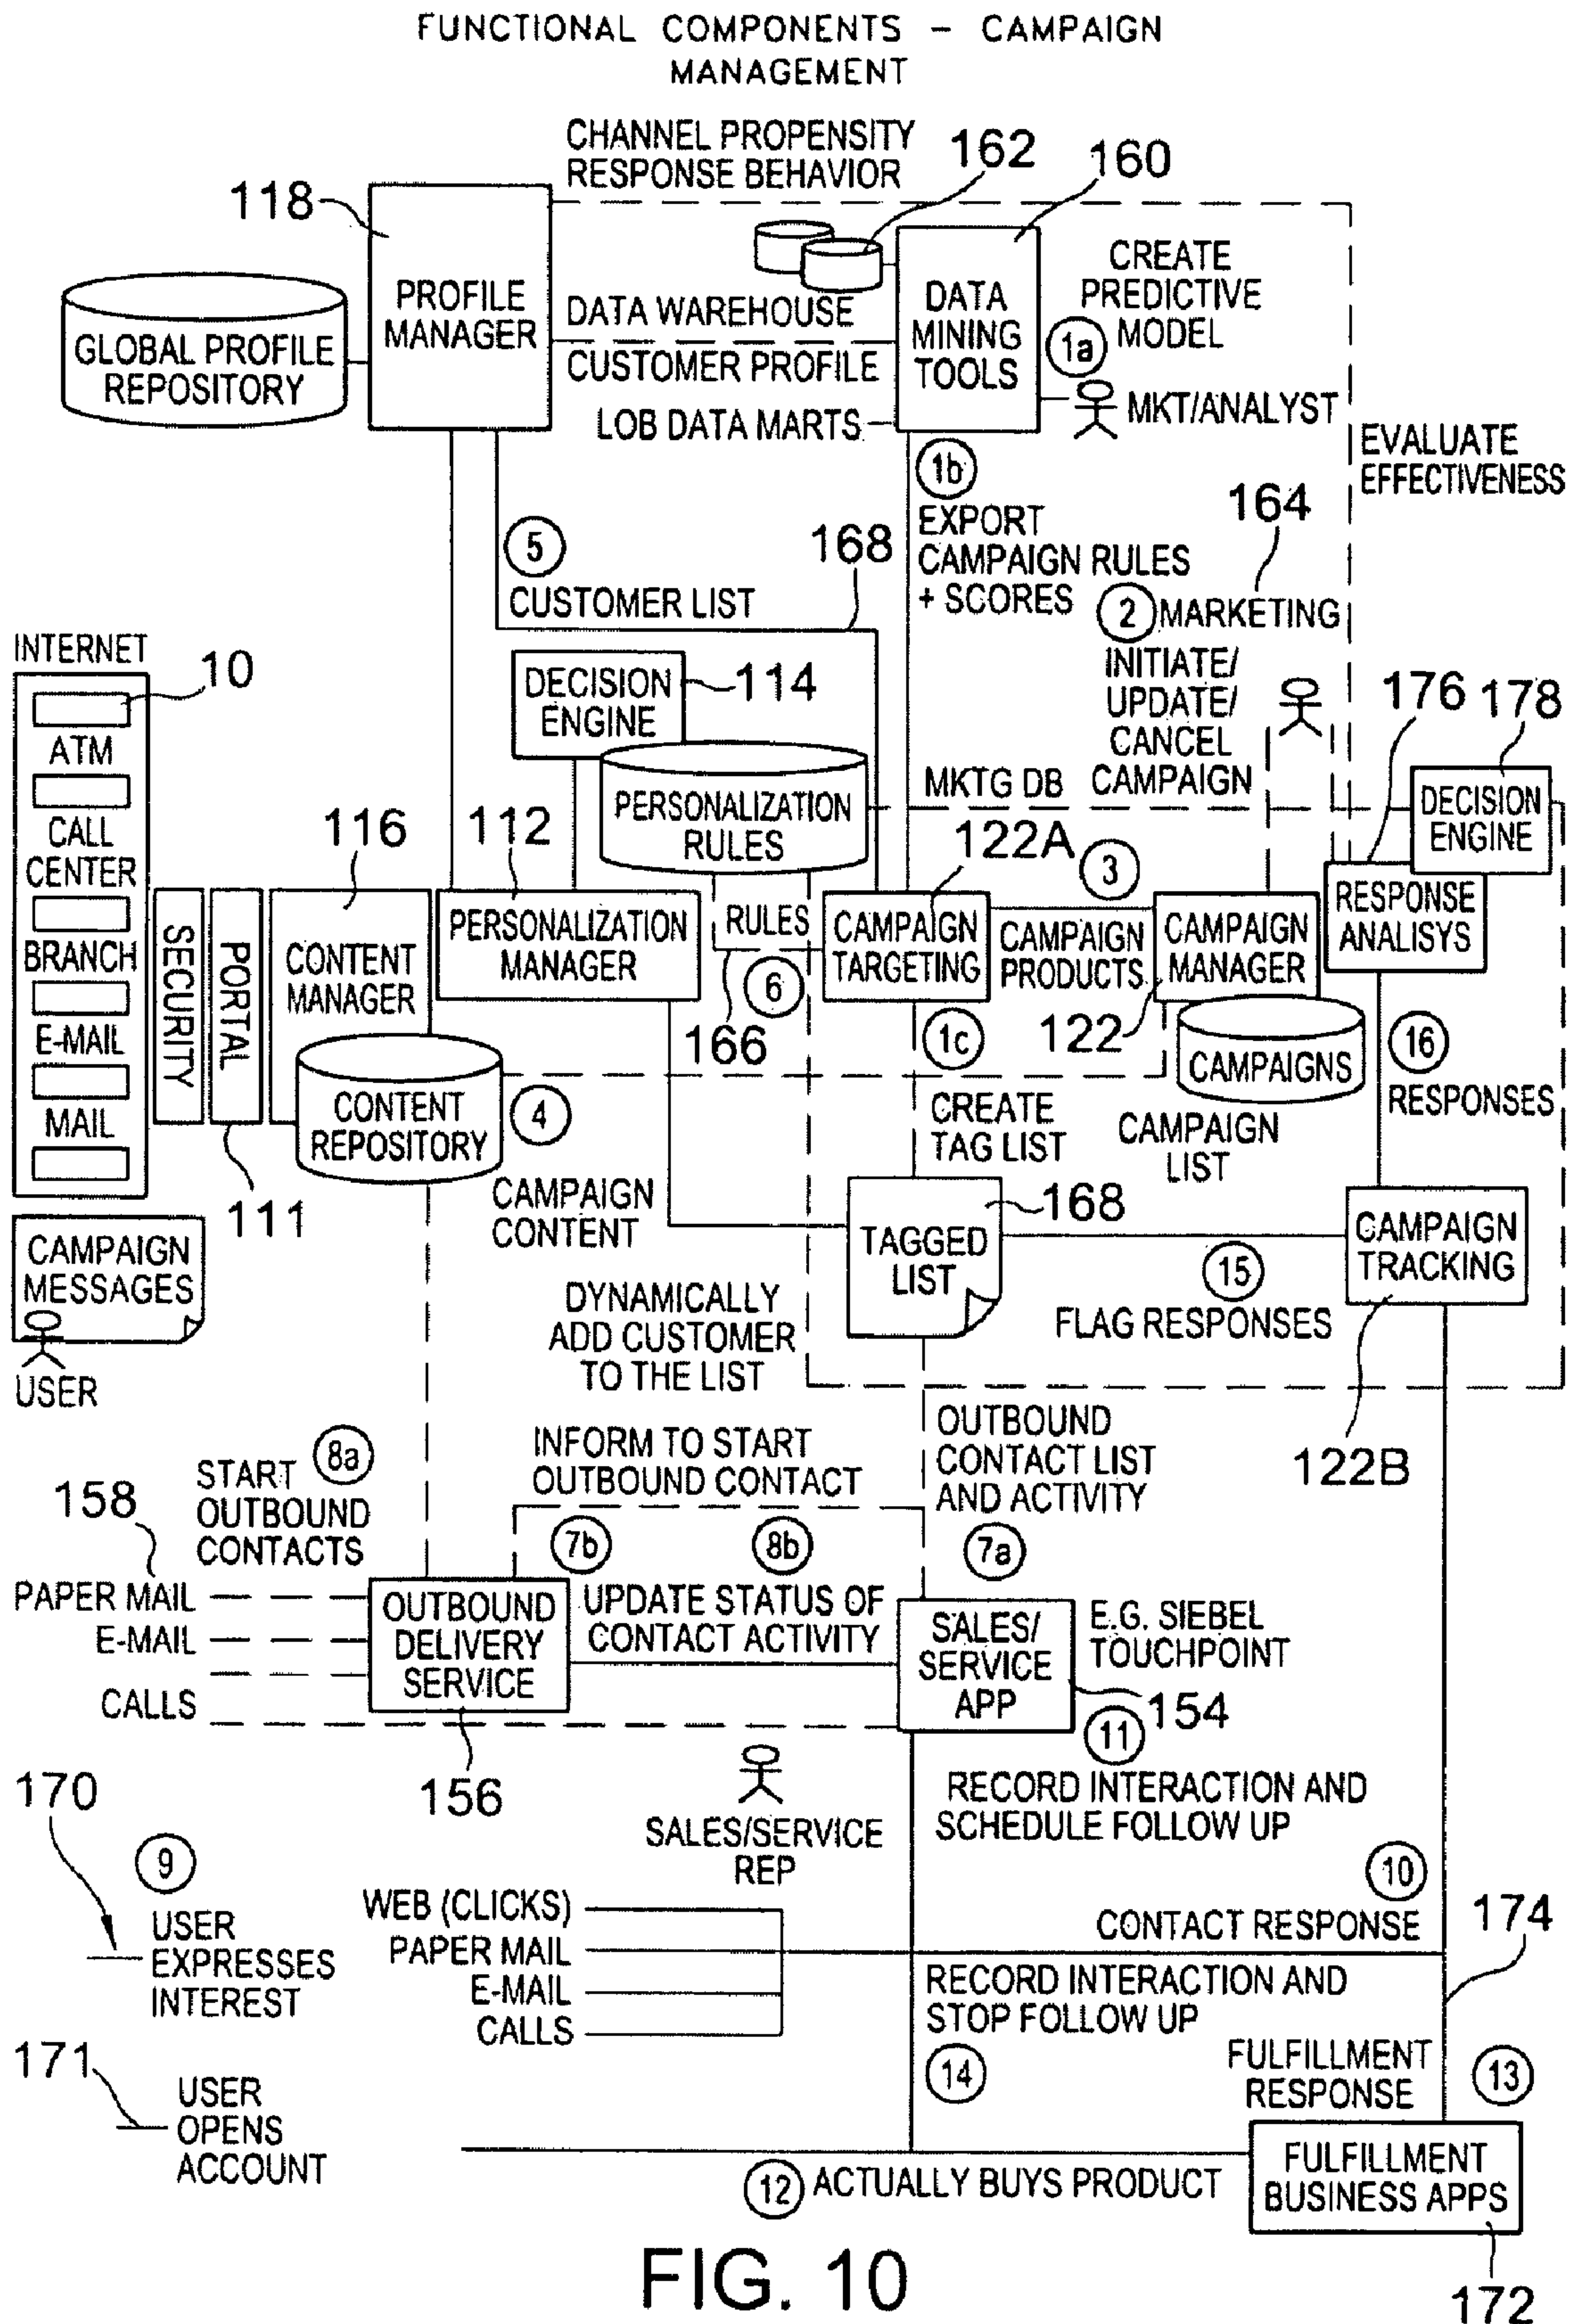 FUNCTIONAL COMPONENTS - CAMPAIGN
MANAGEMENT
CHANNEL PROPENSITY
RESPONSE BEHAVIOR
162
160
118
PROFILE
MANAGER
GLOBAL PROFILE
REPOSITORY
DATA WAREHOUSE
CUSTOMER PROFILE
LOB DATA MARTS
DATA
MINING
TOOLS
CREATE
PREDICTIVE
MODEL
1a
MKT/ANALYST
EVALUATE
EFFECTIVENESS
1b
EXPORT
CAMPAIGN RULES
+ SCORES
164
2
MARKETING
INITIATE/
UPDATE/
CANCEL
CAMPAIGN
5
CUSTOMER LIST
168
INTERNET
10
ATM
CALL
CENTER
BRANCH
E-MAIL
MAIL
DECISION
ENGINE
114
PERSONALIZATION
RULES
MKTG DB
176
178
DECISION
ENGINE
116
112
122A
3
SECURITY
PORTAL
CONTENT
MANAGER
PERSONALIZATION
MANAGER
RULES
CAMPAIGN
TARGETING
CAMPAIGN
PRODUCTS
CAMPAIGN
MANAGER
RESPONSE
ANALISYS
6
166
1c
122
CAMPAIGNS
16
RESPONSES
CONTENT
REPOSITORY
4
CREATE
TAG LIST
CAMPAIGN
LIST
111
CAMPAIGN
CONTENT
168
TAGGED
LIST
CAMPAIGN
TRACKING
15
FLAG RESPONSES
CAMPAIGN
MESSAGES
USER
DYNAMICALLY
ADD CUSTOMER
TO THE LIST
122B
OUTBOUND
CONTACT LIST
AND ACTIVITY
7a
INFORM TO START
OUTBOUND CONTACT
8a
START
OUTBOUND
CONTACTS
158
7b
8b
PAPER MAIL
E-MAIL
CALLS
OUTBOUND
DELIVERY
SERVICE
UPDATE STATUS OF
CONTACT ACTIVITY
SALES/
SERVICE
APP
E.G. SIEBEL
TOUCHPOINT
154
156
11
RECORD INTERACTION AND
SCHEDULE FOLLOW UP
SALES/SERVICE
REP
170
9
USER
EXPRESSES
INTEREST
WEB (CLICKS)
PAPER MAIL
E-MAIL
CALLS
10
CONTACT RESPONSE
174
RECORD INTERACTION AND
STOP FOLLOW UP
14
FULFILLMENT
RESPONSE
13
171
USER
OPENS
ACCOUNT
12
ACTUALLY BUYS PRODUCT
FULFILLMENT
BUSINESS APPS
172
FIG. 10